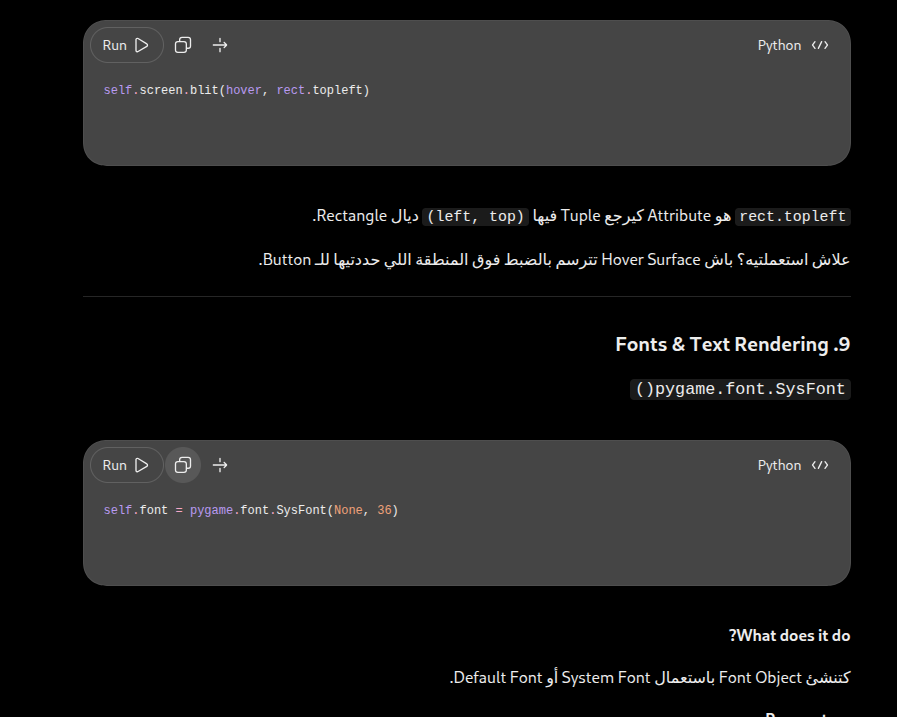 Run
Python
self.screen.blit(hover, rect.topleft)
rect.topleft هو Attribute كيرجع Tuple فيها (left, top) ديال Rectangle.
علاش استعملتيه؟ باش Hover Surface تترسم بالضبط فوق المنطقة اللي حددتيها للـ Button.
9. Fonts & Text Rendering
pygame.font.SysFont()
Run
Python
self.font = pygame.font.SysFont(None, 36)
What does it do?
كتنشئ Font Object باستعمال System Font أو Default Font.